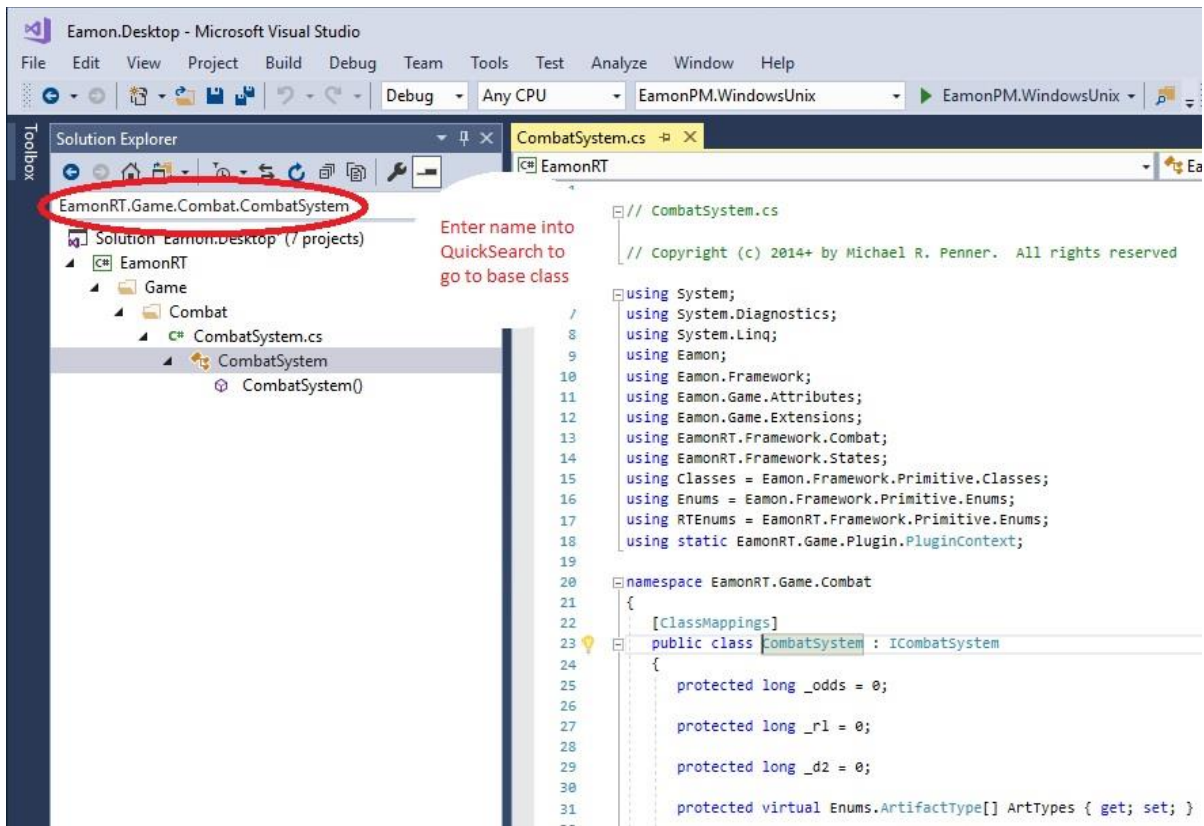 Eamon.Desktop - Microsoft Visual Studio
File Edit View Project Build Debug Team Tools Test Analyze Window Help
Debug Any CPU EamonPM.WindowsUnix EamonPM.WindowsUnix
Toolbox
Solution Explorer
EamonRT.Game.Combat.CombatSystem
Solution 'Eamon.Desktop' (7 projects)
C# EamonRT
Game
Combat
C# CombatSystem.cs
CombatSystem
CombatSystem()
Enter name into
QuickSearch to
go to base class
CombatSystem.cs
C# EamonRT
// CombatSystem.cs
// Copyright (c) 2014+ by Michael R. Penner. All rights reserved
using System;
7 using System.Diagnostics;
8 using System.Linq;
9 using Eamon;
10 using Eamon.Framework;
11 using Eamon.Game.Attributes;
12 using Eamon.Game.Extensions;
13 using EamonRT.Framework.Combat;
14 using EamonRT.Framework.States;
15 using Classes = Eamon.Framework.Primitive.Classes;
16 using Enums = Eamon.Framework.Primitive.Enums;
17 using RTEnums = EamonRT.Framework.Primitive.Enums;
18 using static EamonRT.Game.Plugin.PluginContext;
19
20 namespace EamonRT.Game.Combat
21 {
22 [ClassMappings]
23 public class CombatSystem : ICombatSystem
24 {
25 protected long _odds = 0;
26
27 protected long _rl = 0;
28
29 protected long _d2 = 0;
30
31 protected virtual Enums.ArtifactType[] ArtTypes { get; set; }